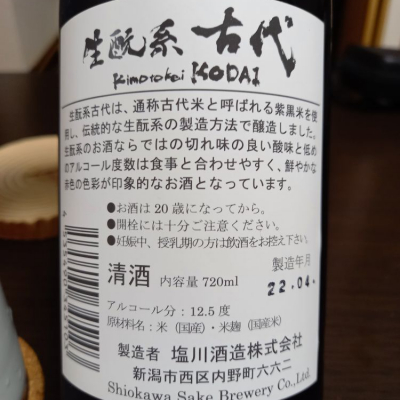 生酛系 古代
Kimotokei KODAI
生酛系古代は、通称古代米と呼ばれる紫黒米を使
用し、伝統的な生酛系の製造方法で醸造しました。
生酛系のお酒ならではの切れ味の良い酸味と低め
のアルコール度数は食事と合わせやすく、鮮やかな
赤色の色彩が印象的なお酒となっています。
●お酒は20歳になってから。
●開栓には十分ご注意ください。
●妊娠中、授乳期の方は飲酒をお控え下さい。
清酒 内容量720ml
製造年月
22.04.
アルコール分：12.5度
原材料名：米（国産）・米麹（国産米）
製造者 塩川酒造株式会社
新潟市西区内野町六六二
Shiokawa Sake Brewery Co.,Ltd.